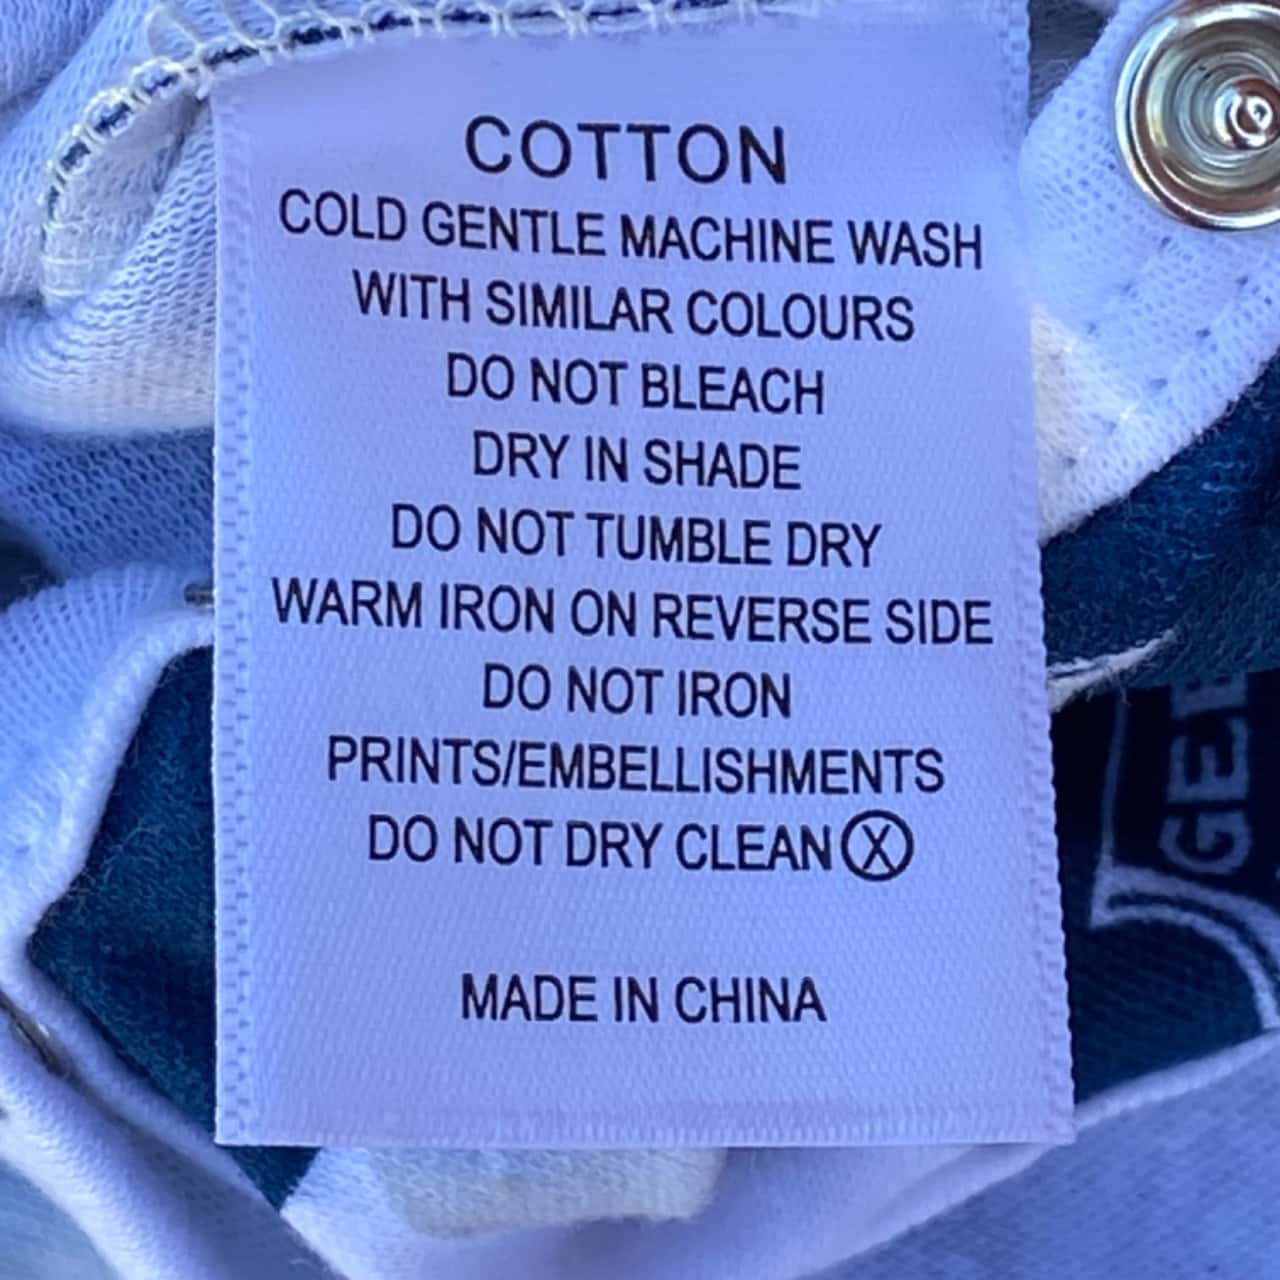 COTTON
COLD GENTLE MACHINE WASH
WITH SIMILAR COLOURS
DO NOT BLEACH
DRY IN SHADE
DO NOT TUMBLE DRY
WARM IRON ON REVERSE SIDE
DO NOT IRON
PRINTS/EMBELLISHMENTS
DO NOT DRY CLEAN Ⓧ
MADE IN CHINA